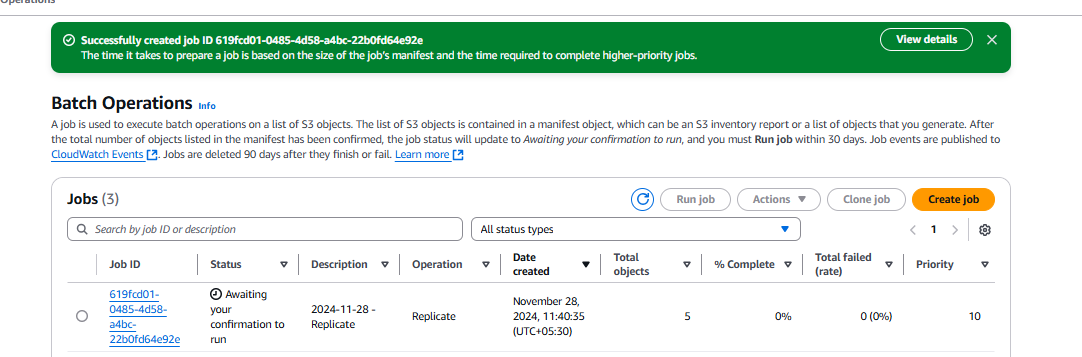 Operations
Successfully created job ID 619fcd01-0485-4d58-a4bc-22b0fd64e92e
View details
The time it takes to prepare a job is based on the size of the job's manifest and the time required to complete higher-priority jobs.
Batch Operations Info
A job is used to execute batch operations on a list of S3 objects. The list of S3 objects is contained in a manifest object, which can be an S3 inventory report or a list of objects that you generate. After
the total number of objects listed in the manifest has been confirmed, the job status will update to Awaiting your confirmation to run, and you must Run job within 30 days. Job events are published to
CloudWatch Events. Jobs are deleted 90 days after they finish or fail. Learn more
Jobs (3)
Run job
Actions
Clone job
Create job
Search by job ID or description
All status types
1
Job ID
Status
Description
Operation
Date
created
Total
objects
% Complete
Total failed
(rate)
Priority
619fcd01-
0485-4d58-
a4bc-
22b0fd64e92e
Awaiting
your
confirmation to
run
2024-11-28 -
Replicate
Replicate
November 28,
2024, 11:40:35
(UTC+05:30)
5
0%
0 (0%)
10